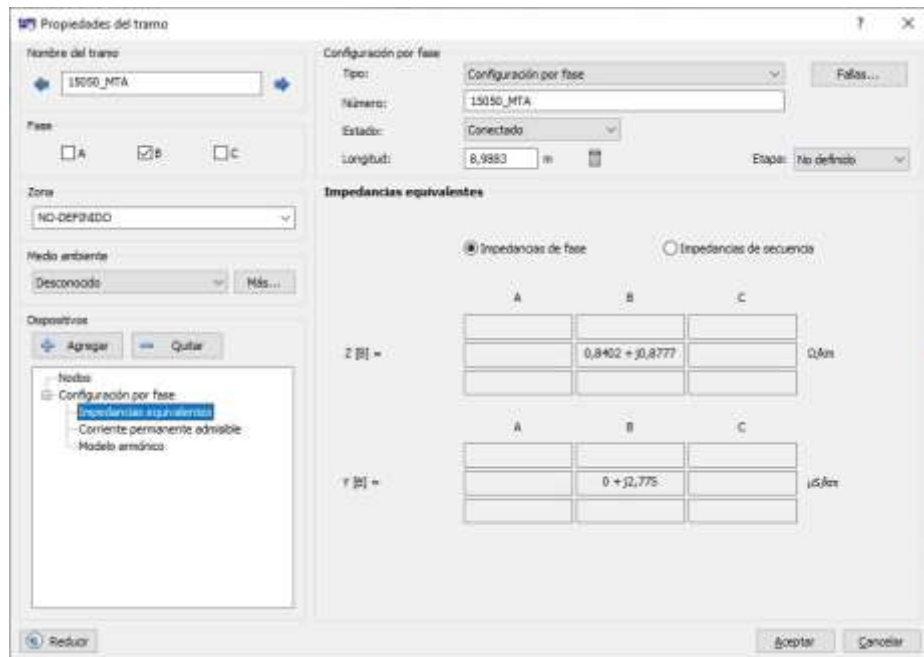 Propiedades del tramo
Nombre del tramo
15050_MTA
Fase
A
B
C
Zona
NO-DEFINIDO
Medio ambiente
Desconocido
Más...
Dispositivos
Agregar
Quitar
Nodos
Configuración por fase
Impedancias equivalentes
Corriente permanente admisible
Modelo armónico
Configuración por fase
Tipo:
Configuración por fase
Fallas...
Número:
15050_MTA
Estado:
Conectado
Longitud:
8,9883 m
Etapa: No definido
Impedancias equivalentes
Impedancias de fase
Impedancias de secuencia
A B C
Z [B] =
0,8402 + j0,8777
Ω/km
A B C
Y [B] =
0 + j2,775
µS/km
Reducir
Aceptar
Cancelar